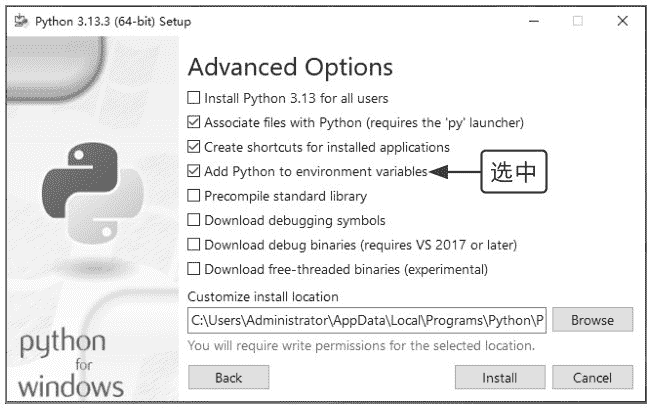 Python 3.13.3 (64-bit) Setup
Advanced Options
Install Python 3.13 for all users
Associate files with Python (requires the 'py' launcher)
Create shortcuts for installed applications
Add Python to environment variables
选中
Precompile standard library
Download debugging symbols
Download debug binaries (requires VS 2017 or later)
Download free-threaded binaries (experimental)
Customize install location
C:\Users\Administrator\AppData\Local\Programs\Python\P
Browse
You will require write permissions for the selected location.
python
for
windows
Back
Install
Cancel